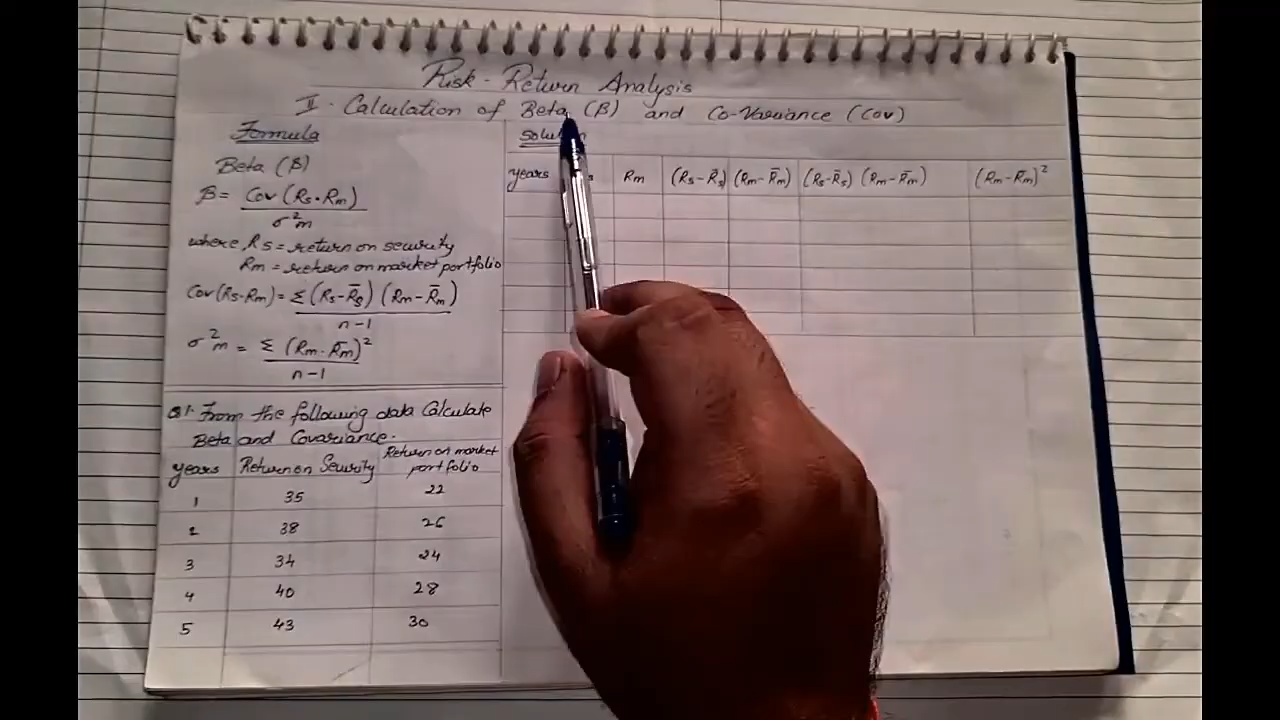 Risk-Return Analysis
II. Calculation of Beta (β) and Co-Variance (Cov)
Formula
Beta (β)
β = Cov (Rs.Rm)
σ²m
where, Rs = return on security
Rm = return on market portfolio
Cov (Rs.Rm) = Σ (Rs-R̄s) (Rm-R̄m)
n-1
σ²m = Σ (Rm-R̄m)²
n-1
Q1. From the following data Calculate
Beta and Covariance.
years Return on Security Return on market portfolio
1 35 22
2 38 26
3 34 24
4 40 28
5 43 30
years Rm (Rs-R̄s) (Rm-R̄m) (Rs-R̄s) (Rm-R̄m) (Rm-R̄m)²